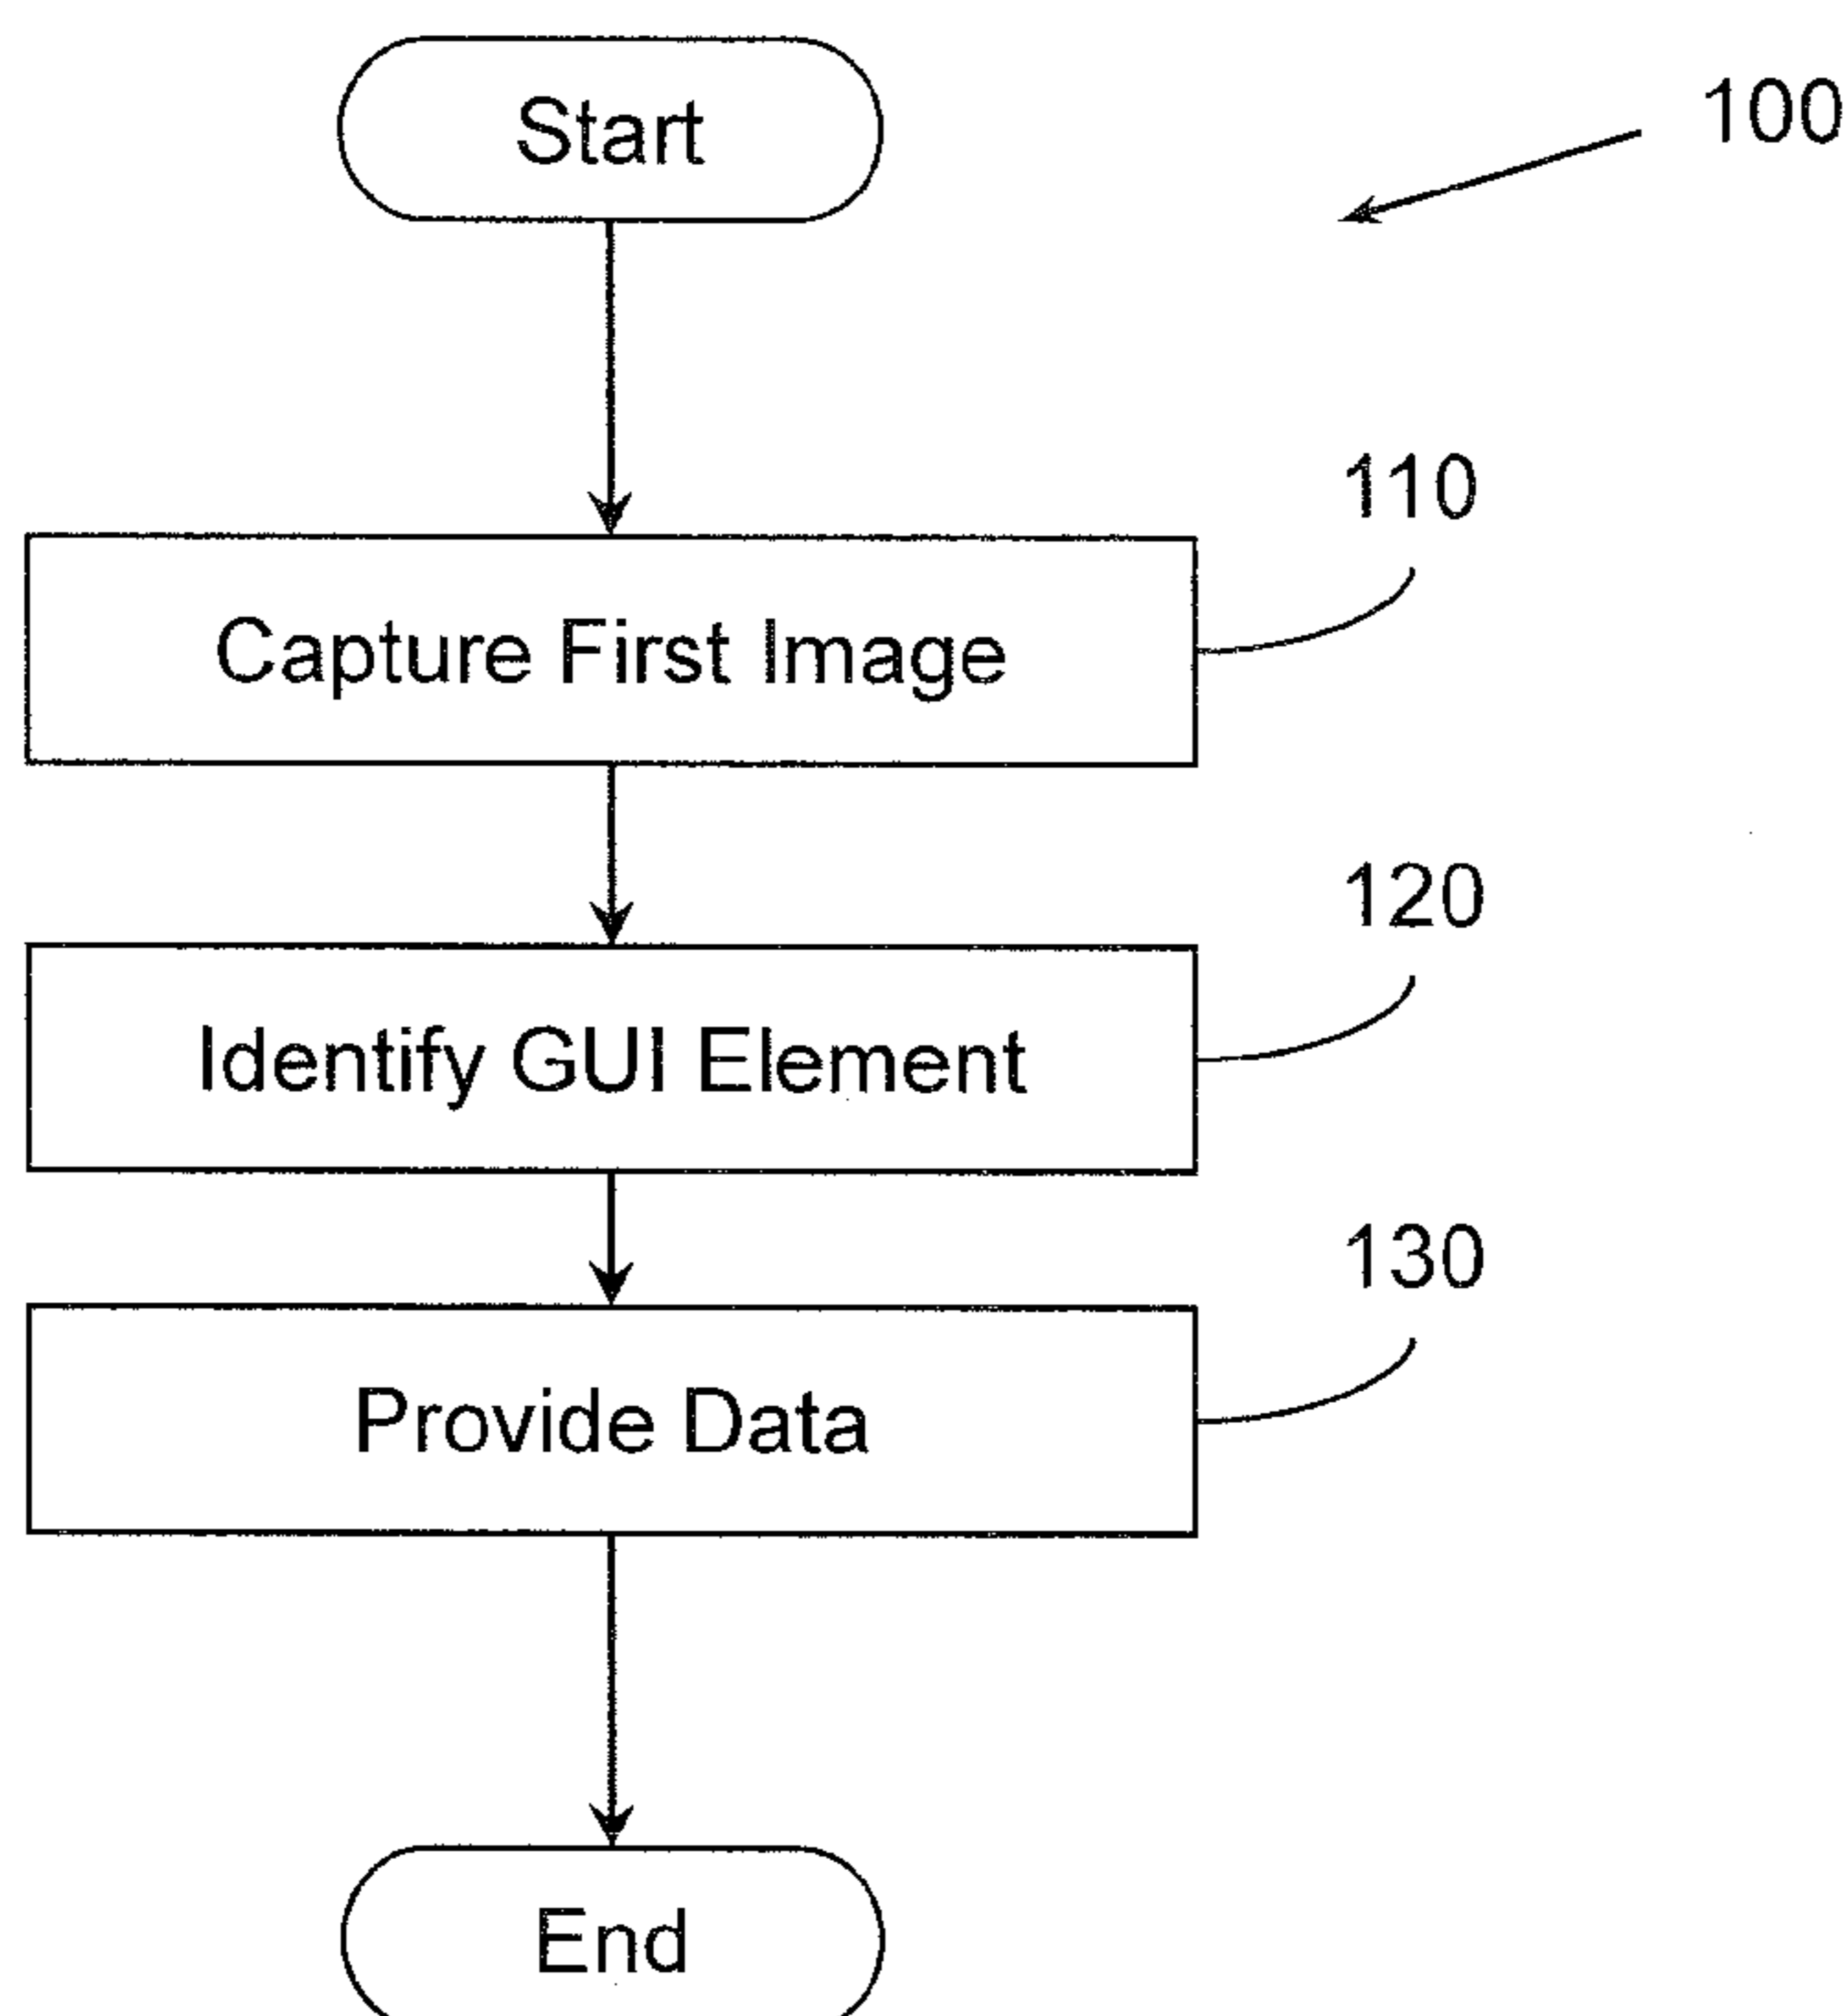 Start
100
110
Capture First Image
120
Identify GUI Element
130
Provide Data
End